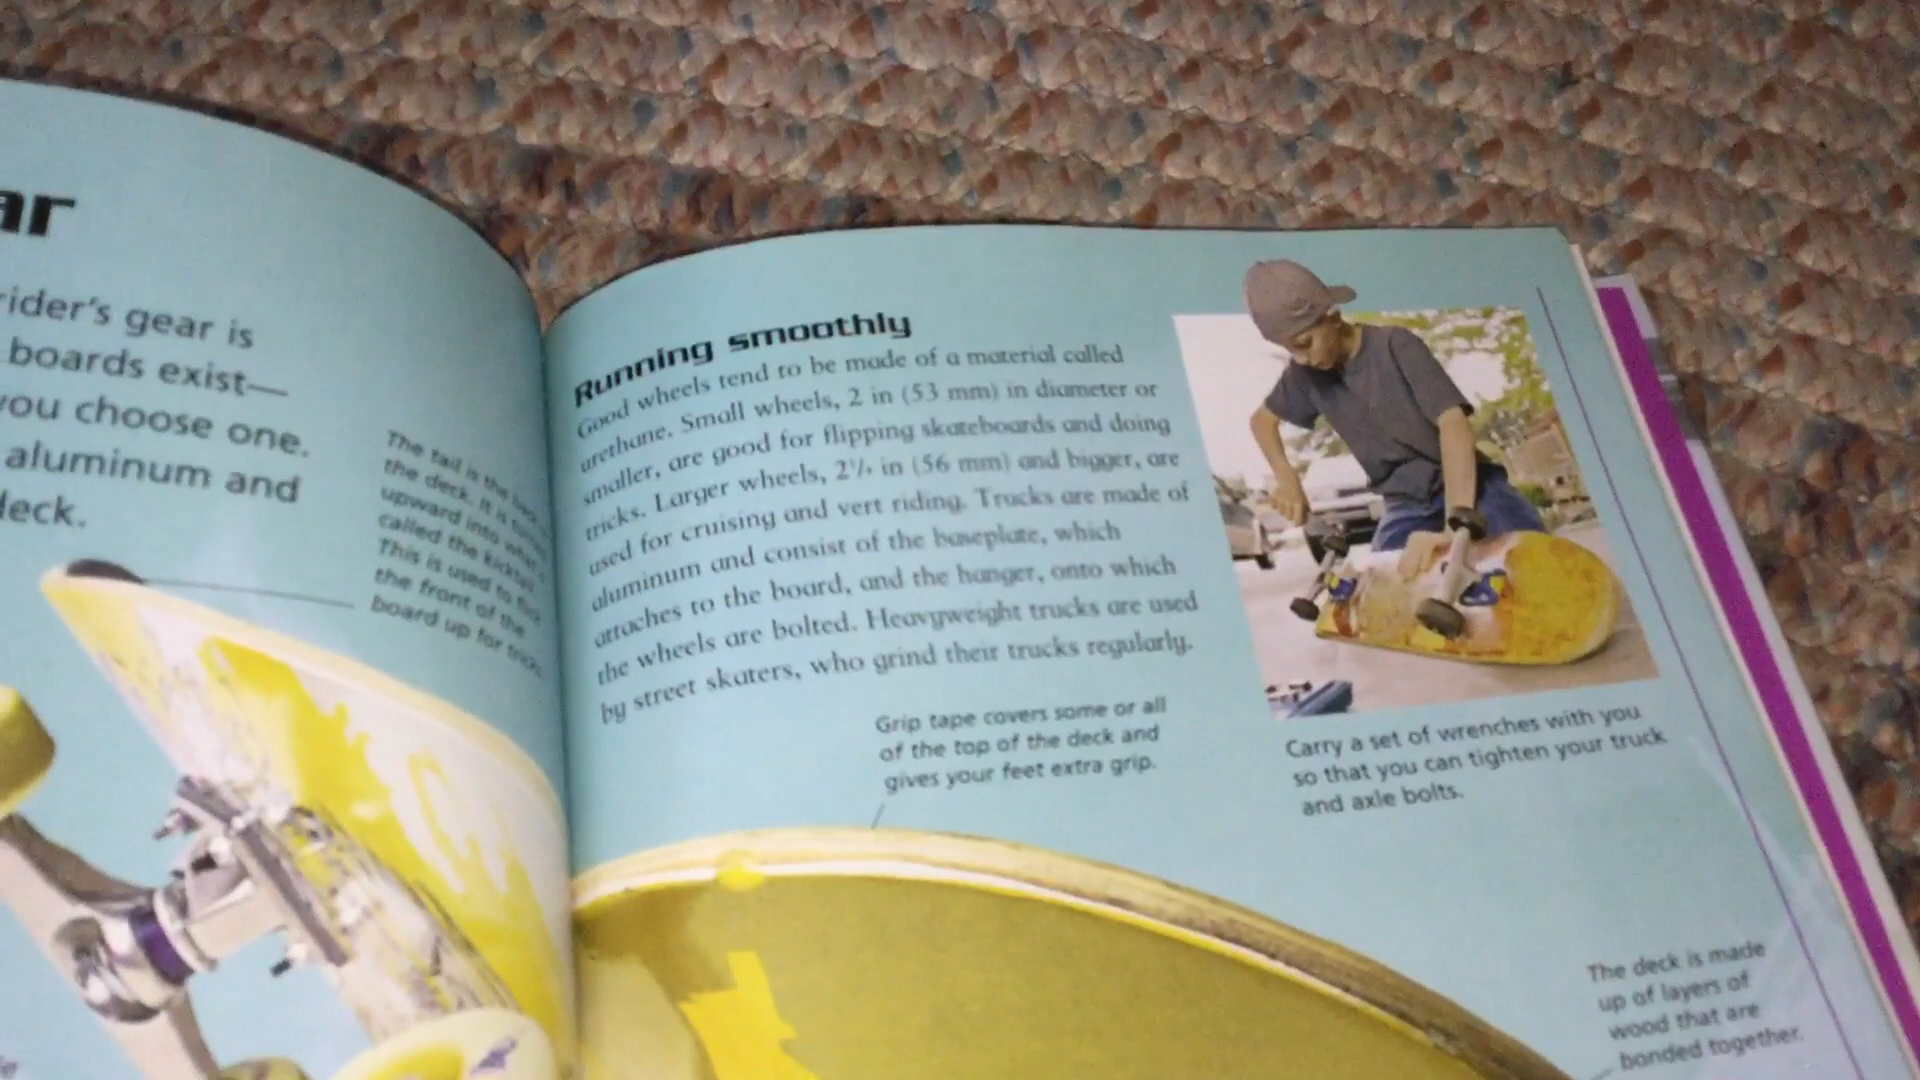 ar
rider's gear is
boards exist—
you choose one.
aluminum and
deck.
The tail is the back
the deck. It is
upward into what
called the kicktail.
This is used to
the front of the
board up for tricks.
Running smoothly
Good wheels tend to be made of a material called
urethane. Small wheels, 2 in (53 mm) in diameter or
smaller, are good for flipping skateboards and doing
tricks. Larger wheels, in (56 mm) and bigger, are
used for cruising and vert riding. Trucks are made of
aluminum and consist of the baseplate, which
attaches to the board, and the hanger, onto which
the wheels are bolted. Heavyweight trucks are used
by street skaters, who grind their trucks regularly.
Grip tape covers some or all
of the top of the deck and
gives your feet extra grip.
Carry a set of wrenches with you
so that you can tighten your truck
and axle bolts.
The deck is made
up of layers of
wood that are
bonded together.